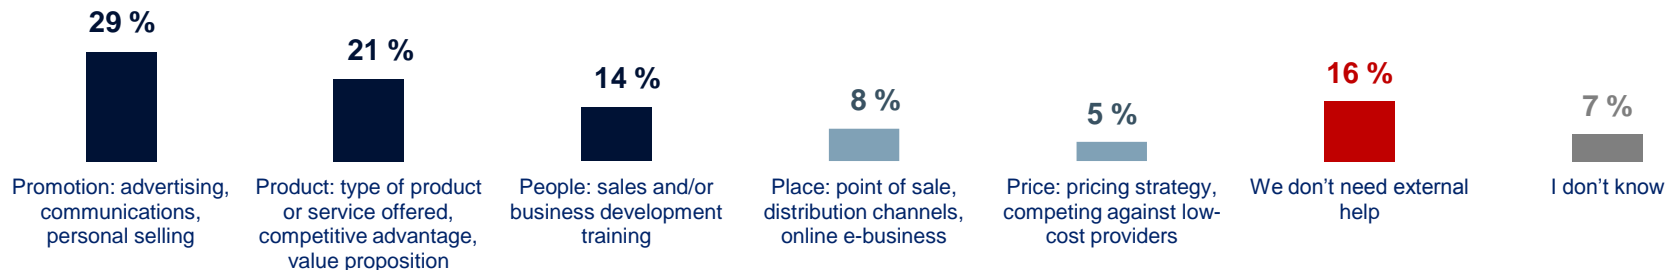 29 %
Promotion: advertising,
communications,
personal selling
21 %
Product: type of product
or service offered,
competitive advantage,
value proposition
14 %
People: sales and/or
business development
training
8 %
Place: point of sale,
distribution channels,
online e-business
5 %
Price: pricing strategy,
competing against low-
cost providers
16 %
We don’t need external
help
7 %
I don’t know